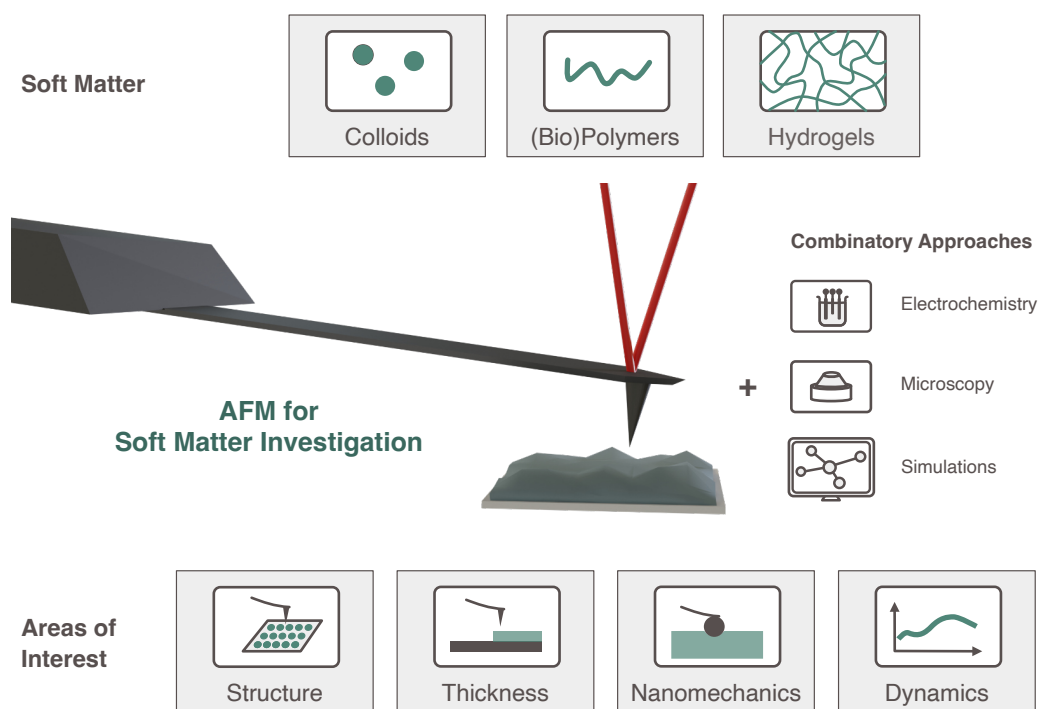 Soft Matter
Colloids
(Bio)Polymers
Hydrogels
Combinatory Approaches
Electrochemistry
Microscopy
Simulations
+
AFM for
Soft Matter Investigation
Areas of
Interest
Structure
Thickness
Nanomechanics
Dynamics